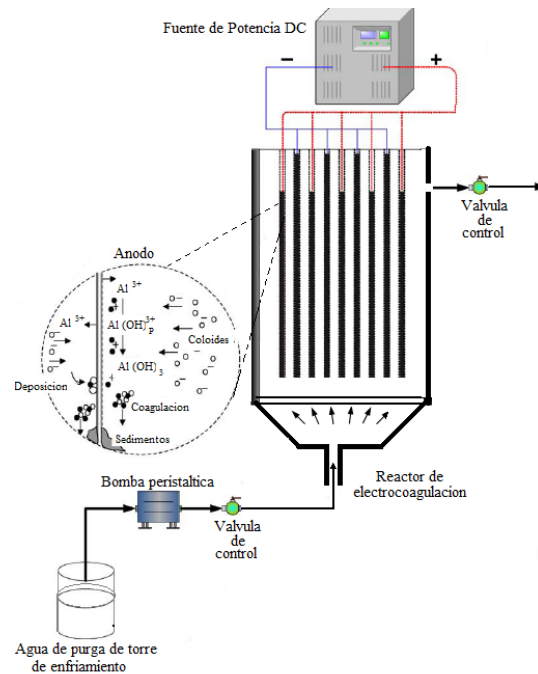 Fuente de Potencia DC
− +
Valvula
de
control
Anodo
Al 3+
Al 3+
Al (OH) 3+ P
Coloides
Al (OH) 3
Deposicion
Coagulacion
Sedimentos
Reactor de
electrocoagulacion
Bomba peristaltica
Valvula
de
control
Agua de purga de torre
de enfriamiento